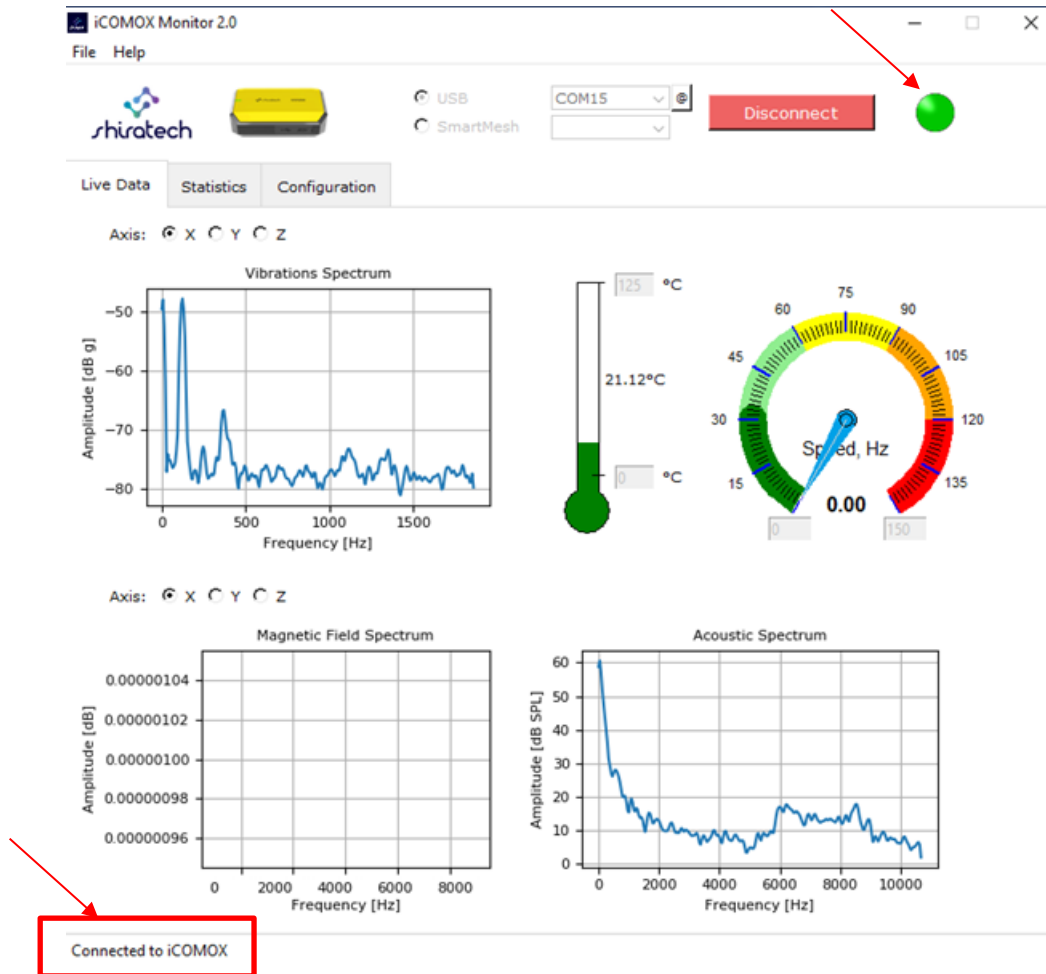 iCOMOX Monitor 2.0
File Help
shiratech
USB
SmartMesh
COM15
@
Disconnect
Live Data
Statistics
Configuration
Axis: X Y Z
Vibrations Spectrum
Amplitude [dB g]
−50
−60
−70
−80
0 500 1000 1500
Frequency [Hz]
125 °C
21.12°C
0 °C
0
15
30
45
60
75
90
105
120
135
150
Speed, Hz
0.00
Axis: X Y Z
Magnetic Field Spectrum
Amplitude [dB]
0.00000104
0.00000102
0.00000100
0.00000098
0.00000096
0 2000 4000 6000 8000
Frequency [Hz]
Acoustic Spectrum
Amplitude [dB SPL]
60
50
40
30
20
10
0
0 2000 4000 6000 8000 10000
Frequency [Hz]
Connected to iCOMOX